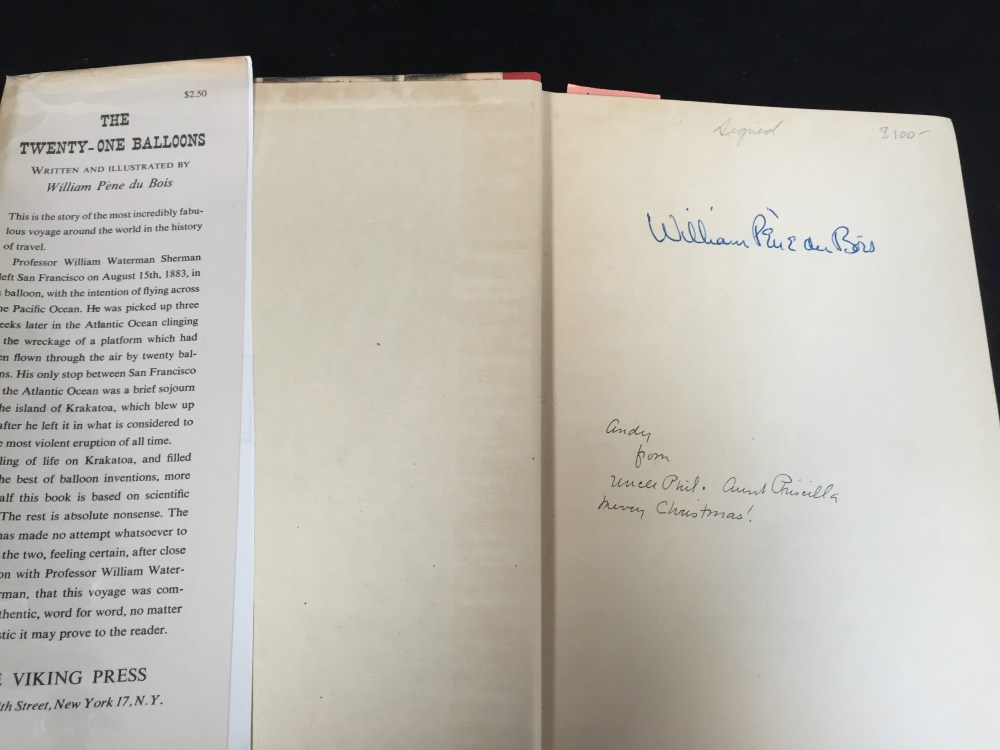 $2.50
THE
TWENTY-ONE BALLOONS
WRITTEN AND ILLUSTRATED BY
William Pène du Bois
This is the story of the most incredibly fabu-
lous voyage around the world in the history
of travel.
Professor William Waterman Sherman
left San Francisco on August 15th, 1883, in
balloon, with the intention of flying across
Pacific Ocean. He was picked up three
later in the Atlantic Ocean clinging
the wreckage of a platform which had
flown through the air by twenty bal-
His only stop between San Francisco
the Atlantic Ocean was a brief sojourn
island of Krakatoa, which blew up
after he left it in what is considered to
most violent eruption of all time.
ling of life on Krakatoa, and filled
the best of balloon inventions, more
alf this book is based on scientific
The rest is absolute nonsense. The
has made no attempt whatsoever to
the two, feeling certain, after close
on with Professor William Water-
man, that this voyage was com-
thentic, word for word, no matter
stic it may prove to the reader.
VIKING PRESS
th Street, New York 17, N.Y.
Signed $100-
William Pène du Bois
Andy
from
Uncle Phil. Aunt Priscilla
Merry Christmas!